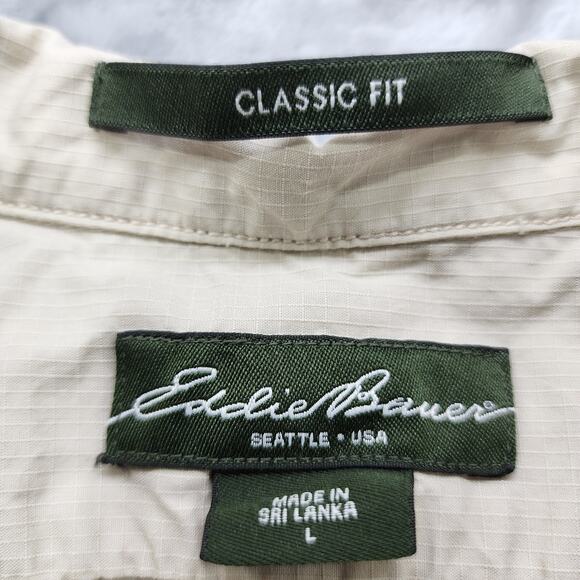 CLASSIC FIT
Eddie Bauer®
SEATTLE • USA
MADE IN
SRI LANKA
L